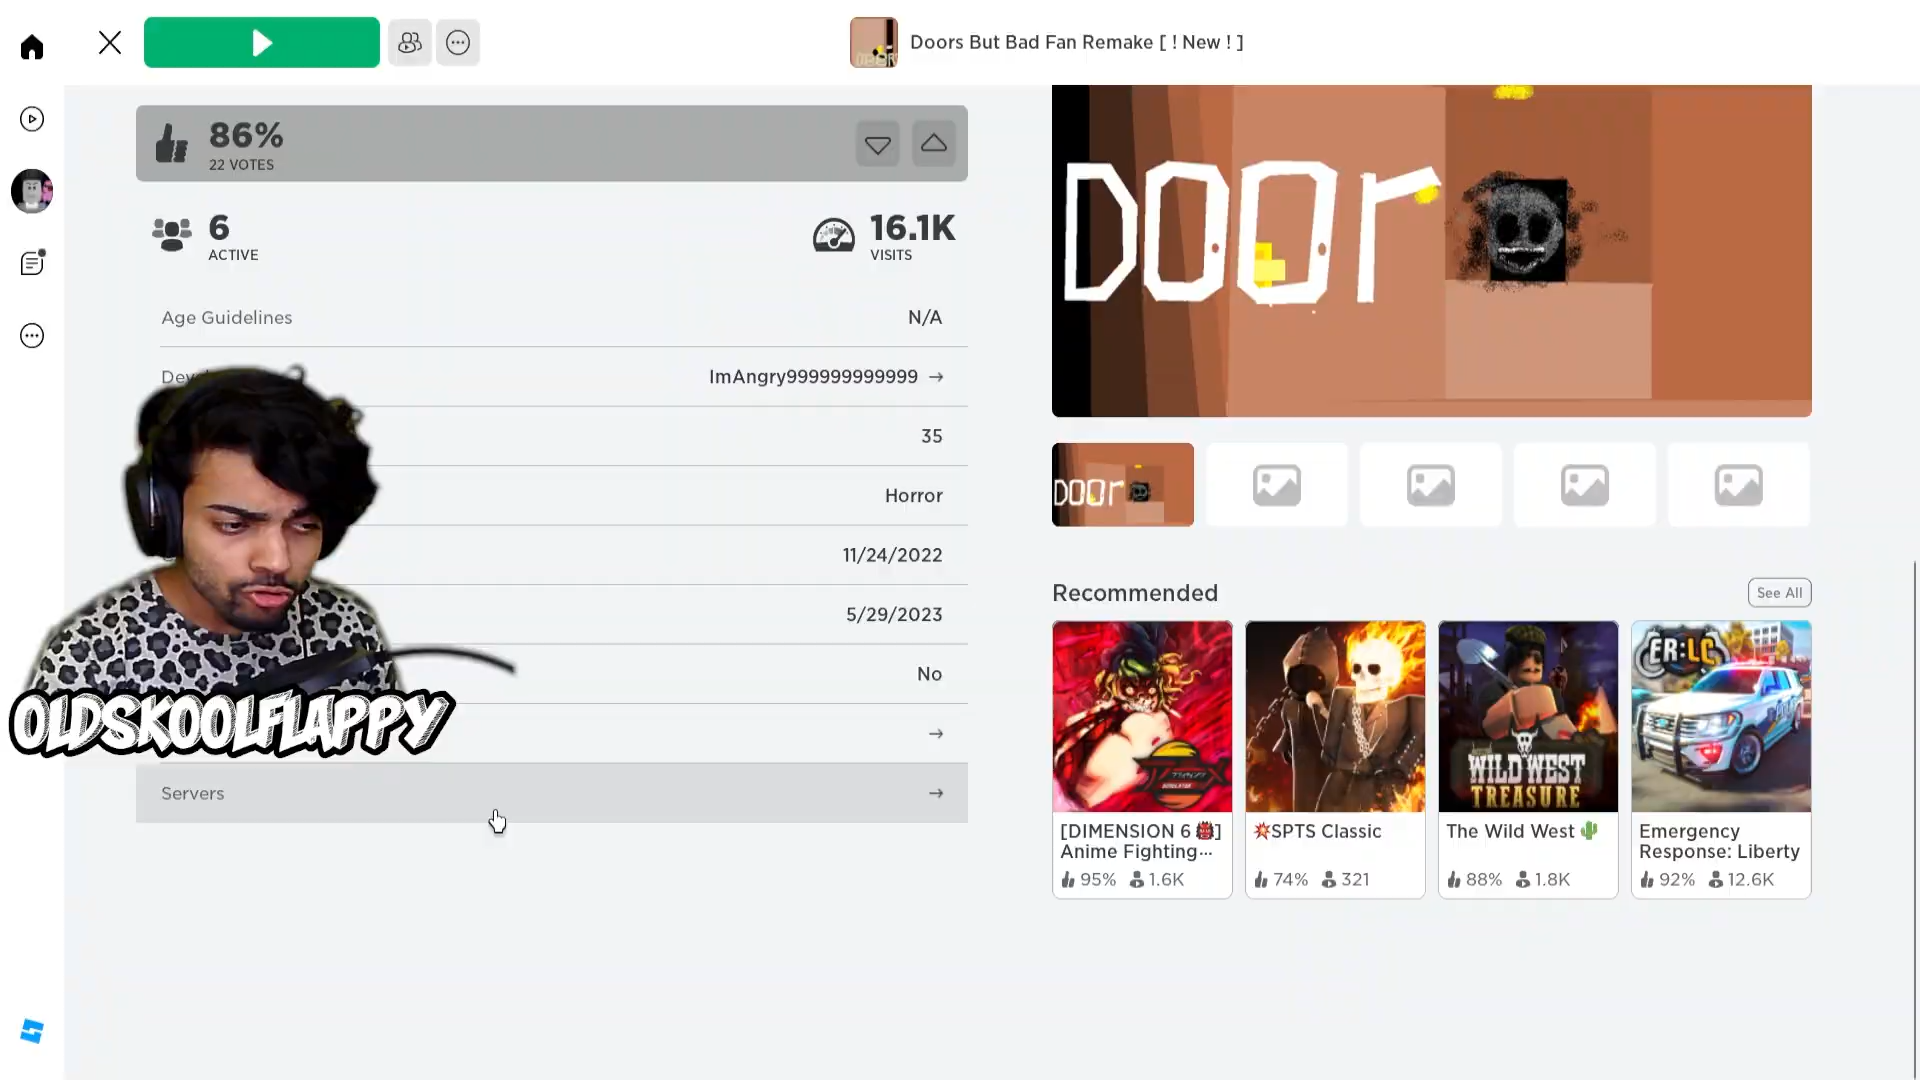 Doors But Bad Fan Remake [ ! New ! ]
86%
22 VOTES
6
ACTIVE
16.1K
VISITS
Age Guidelines
N/A
ImAngry999999999999
35
Horror
11/24/2022
5/29/2023
No
Servers
OLDSKOOLFLAPPY
DOOr
DOOr
Recommended
See All
ER:LC
WILD WEST
TREASURE
[DIMENSION 6👹]
Anime Fighting...
95% 1.6K
💥SPTS Classic
74% 321
The Wild West 🌵
88% 1.8K
Emergency
Response: Liberty
92% 12.6K